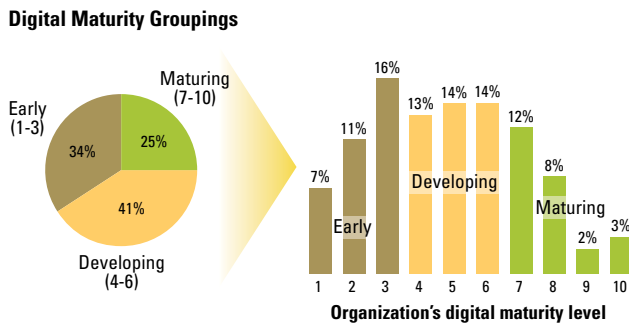 Digital Maturity Groupings
Early
(1-3)
34%
Maturing
(7-10)
25%
41%
Developing
(4-6)
7%
11%
16%
13%
14%
14%
12%
8%
2%
3%
Early
Developing
Maturing
1 2 3 4 5 6 7 8 9 10
Organization’s digital maturity level